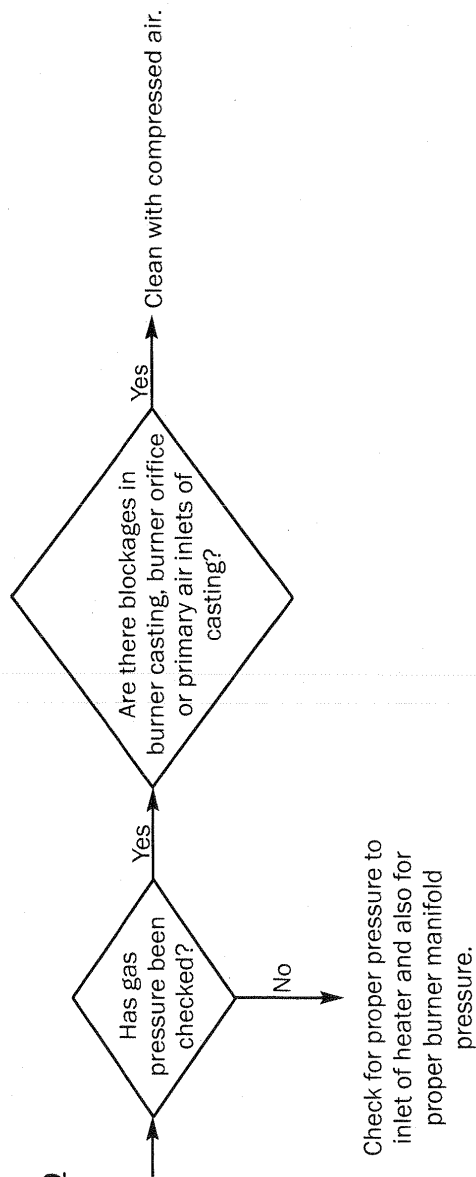 Has gas
pressure been
checked?
Yes
No
Check for proper pressure to
inlet of heater and also for
proper burner manifold
pressure.
Are there blockages in
burner casting, burner orifice
or primary air inlets of
casting?
Yes
Clean with compressed air.